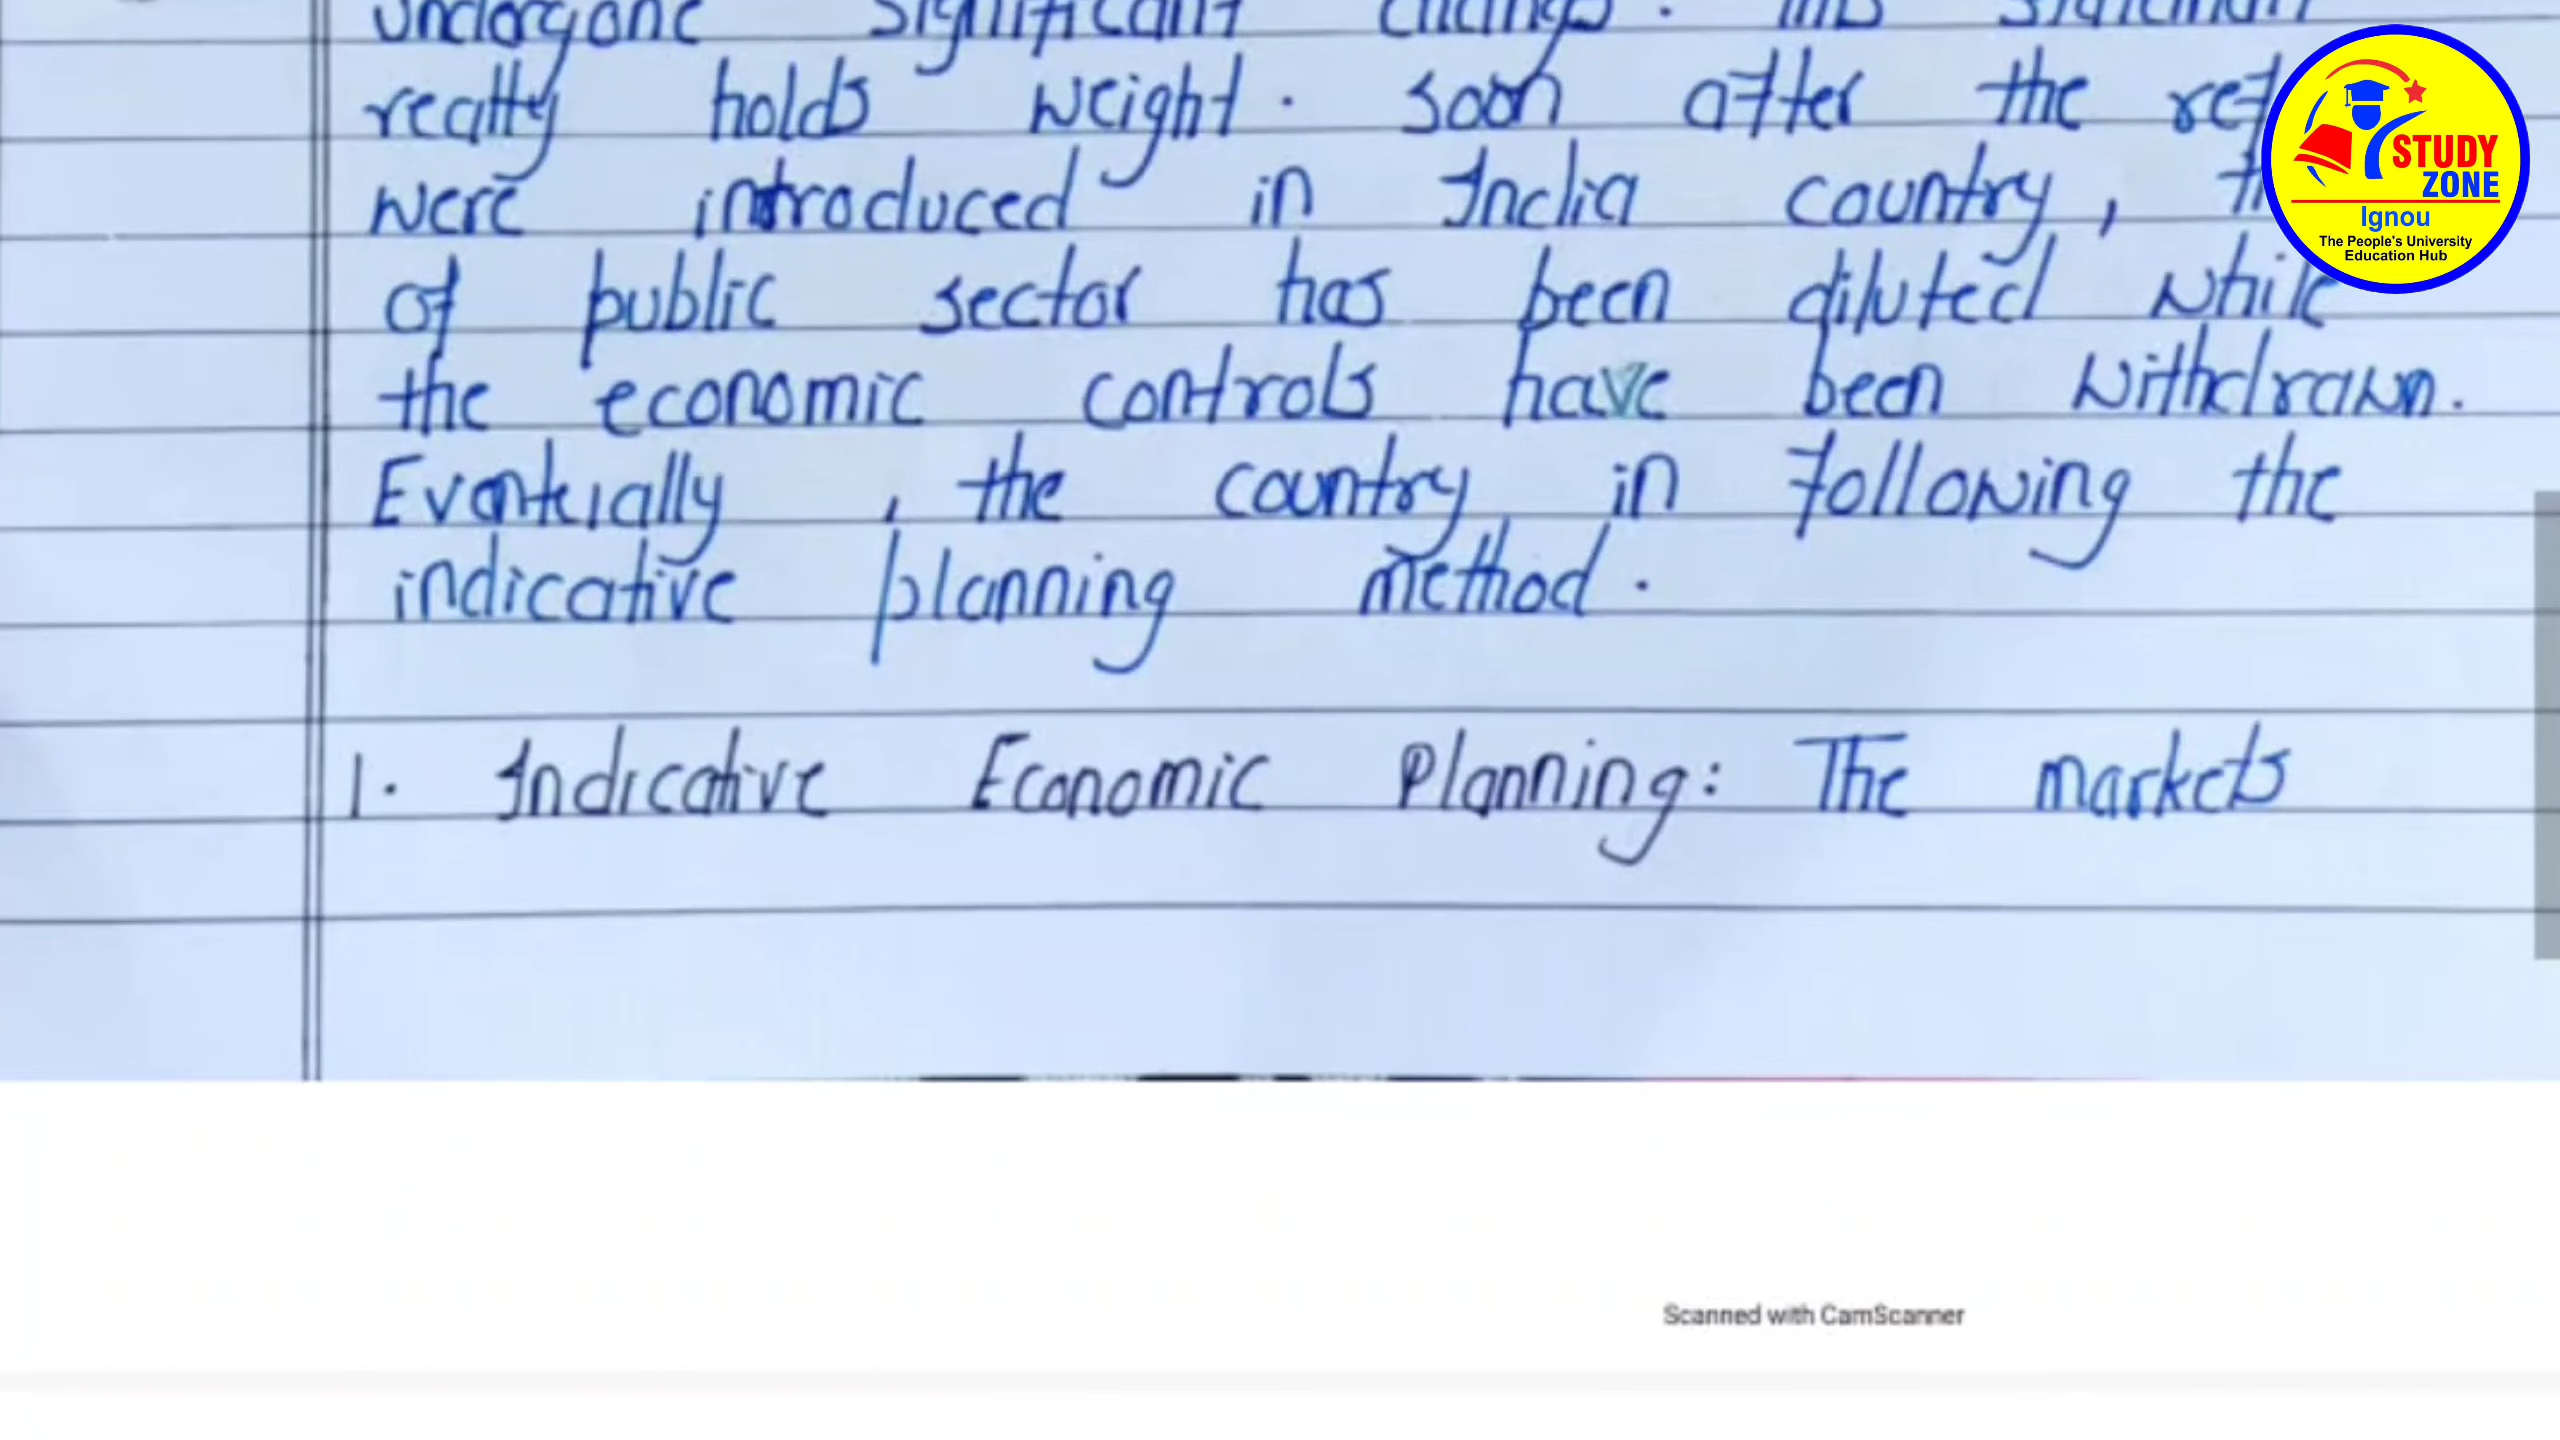 undergone significant change. This statement
really holds weight. Soon after the
were introduced in India country,
of public sector has been diluted while
the economic controls have been withdrawn.
Eventually, the country in following the
indicative planning method.
1. Indicative Economic Planning: The markets
STUDY
ZONE
Ignou
The People's University
Education Hub
Scanned with CamScanner